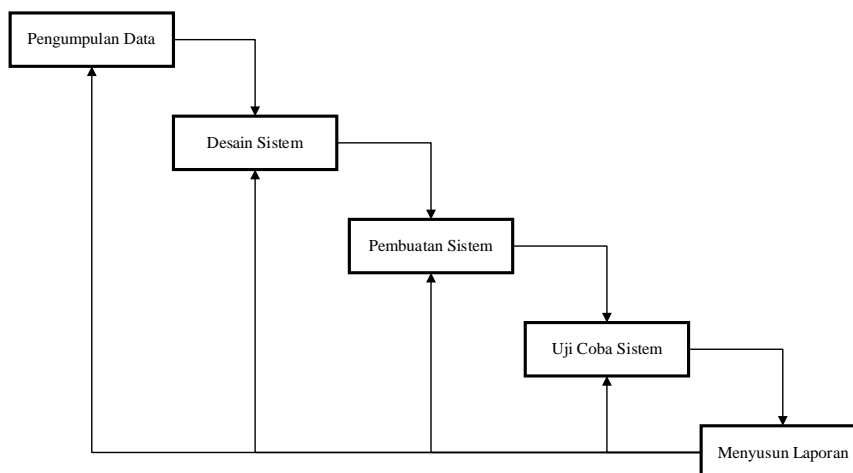 Pengumpulan Data
Desain Sistem
Pembuatan Sistem
Uji Coba Sistem
Menyusun Laporan